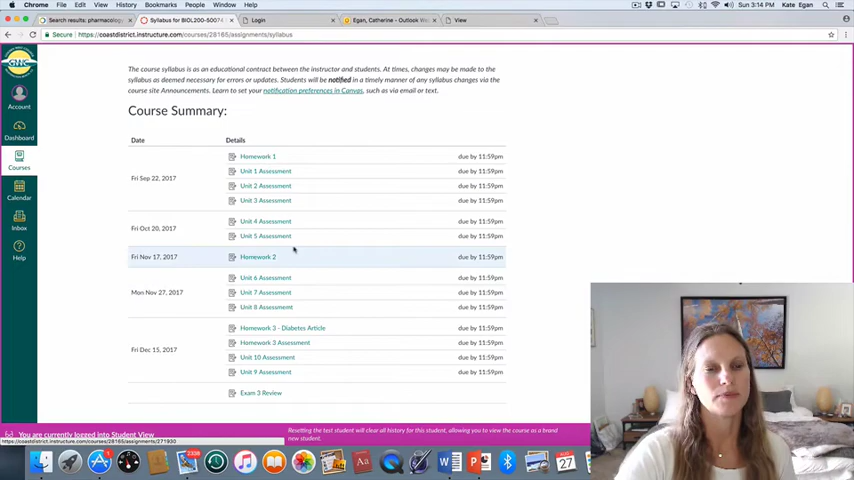 Chrome File Edit View History Bookmarks People Window Help
Sun 3:14 PM Kate Egan
Search results: pharmacolog
Syllabus for BIOL200-50074
Login
Egan, Catherine - Outlook We
View
Secure https://coastdistrict.instructure.com/courses/28165/assignments/syllabus
The course syllabus is as an educational contract between the instructor and students. At times, changes may be made to the
syllabus as deemed necessary for errors or updates. Students will be notified in a timely manner of any syllabus changes via the
course site Announcements. Learn to set your notification preferences in Canvas, such as via email or text.
Course Summary:
Date Details
Fri Sep 22, 2017
Homework 1 due by 11:59pm
Unit 1 Assessment due by 11:59pm
Unit 2 Assessment due by 11:59pm
Unit 3 Assessment due by 11:59pm
Fri Oct 20, 2017
Unit 4 Assessment due by 11:59pm
Unit 5 Assessment due by 11:59pm
Fri Nov 17, 2017 Homework 2 due by 11:59pm
Mon Nov 27, 2017
Unit 6 Assessment due by 11:59pm
Unit 7 Assessment due by 11:59pm
Unit 8 Assessment due by 11:59pm
Fri Dec 15, 2017
Homework 3 - Diabetes Article due by 11:59pm
Homework 3 Assessment due by 11:59pm
Unit 10 Assessment due by 11:59pm
Unit 9 Assessment due by 11:59pm
Exam 3 Review
Account
Dashboard
Courses
Calendar
Inbox
Help
You are currently logged into Student View
Resetting the test student will clear all history for this student, allowing you to view the course as a brand
new student.
https://coastdistrict.instructure.com/courses/28165/assignments/271930
2338
AUG
27